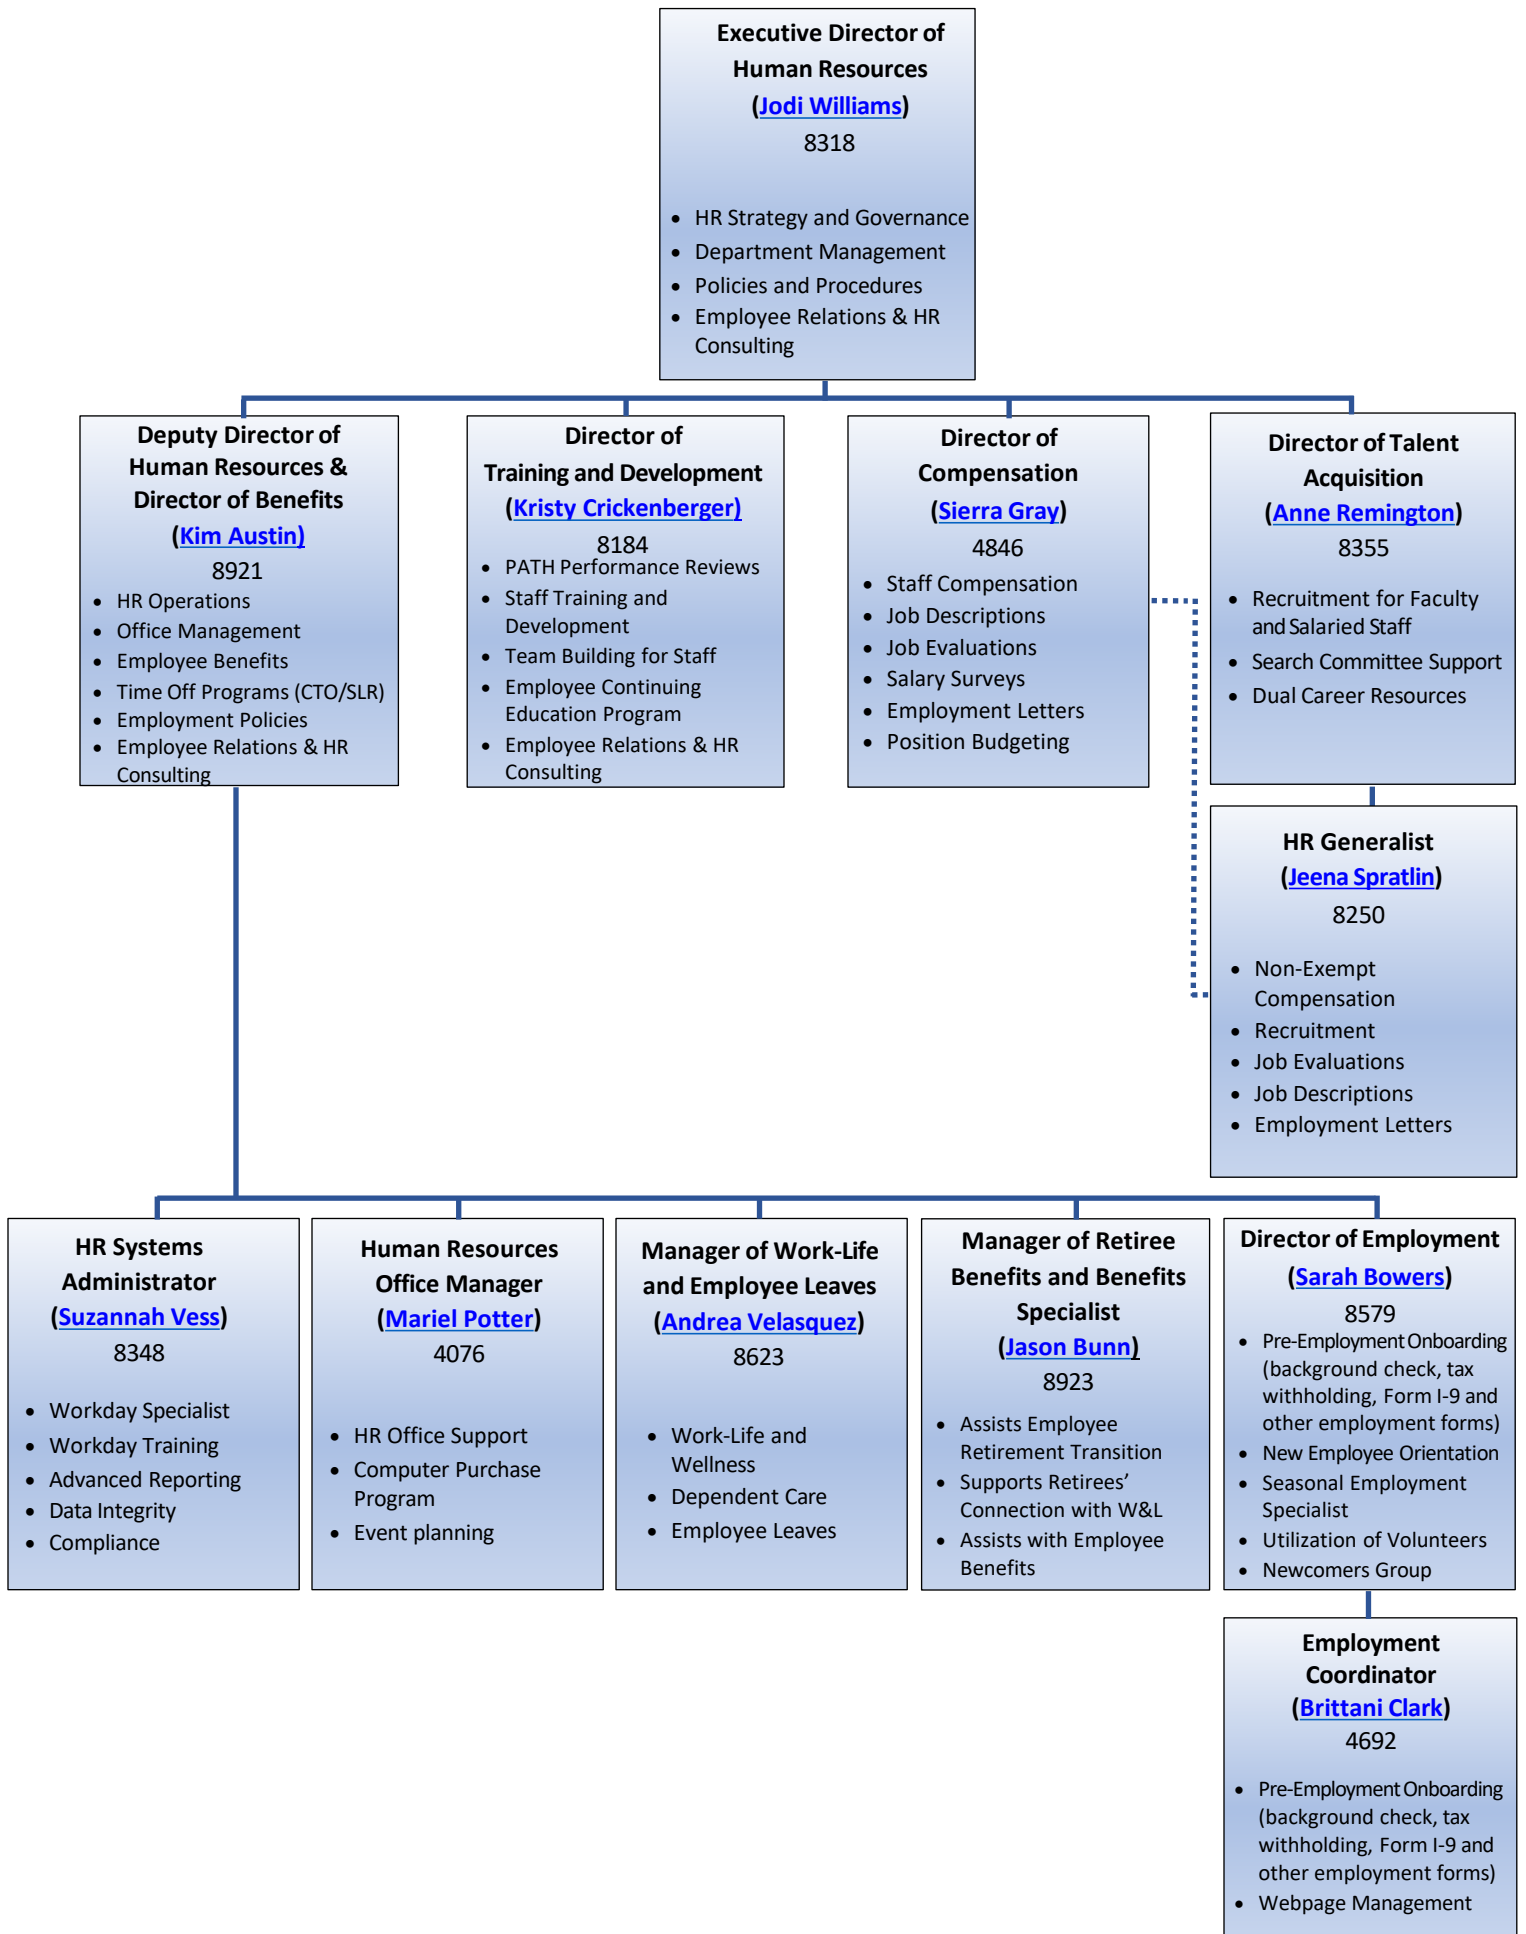 Executive Director of
Human Resources
(Jodi Williams)
8318
• HR Strategy and Governance
• Department Management
• Policies and Procedures
• Employee Relations & HR
Consulting
Deputy Director of
Human Resources &
Director of Benefits
(Kim Austin)
8921
• HR Operations
• Office Management
• Employee Benefits
• Time Off Programs (CTO/SLR)
• Employment Policies
• Employee Relations & HR
Consulting
Director of
Training and Development
(Kristy Crickenberger)
8184
• PATH Performance Reviews
• Staff Training and
Development
• Team Building for Staff
• Employee Continuing
Education Program
• Employee Relations & HR
Consulting
Director of
Compensation
(Sierra Gray)
4846
• Staff Compensation
• Job Descriptions
• Job Evaluations
• Salary Surveys
• Employment Letters
• Position Budgeting
Director of Talent
Acquisition
(Anne Remington)
8355
• Recruitment for Faculty
and Salaried Staff
• Search Committee Support
• Dual Career Resources
HR Generalist
(Jeena Spratlin)
8250
• Non-Exempt
Compensation
• Recruitment
• Job Evaluations
• Job Descriptions
• Employment Letters
HR Systems
Administrator
(Suzannah Vess)
8348
• Workday Specialist
• Workday Training
• Advanced Reporting
• Data Integrity
• Compliance
Human Resources
Office Manager
(Mariel Potter)
4076
• HR Office Support
• Computer Purchase
Program
• Event planning
Manager of Work-Life
and Employee Leaves
(Andrea Velasquez)
8623
• Work-Life and
Wellness
• Dependent Care
• Employee Leaves
Manager of Retiree
Benefits and Benefits
Specialist
(Jason Bunn)
8923
• Assists Employee
Retirement Transition
• Supports Retirees’
Connection with W&L
• Assists with Employee
Benefits
Director of Employment
(Sarah Bowers)
8579
• Pre-Employment Onboarding
(background check, tax
withholding, Form I-9 and
other employment forms)
• New Employee Orientation
• Seasonal Employment
Specialist
• Utilization of Volunteers
• Newcomers Group
Employment
Coordinator
(Brittani Clark)
4692
• Pre-Employment Onboarding
(background check, tax
withholding, Form I-9 and
other employment forms)
• Webpage Management